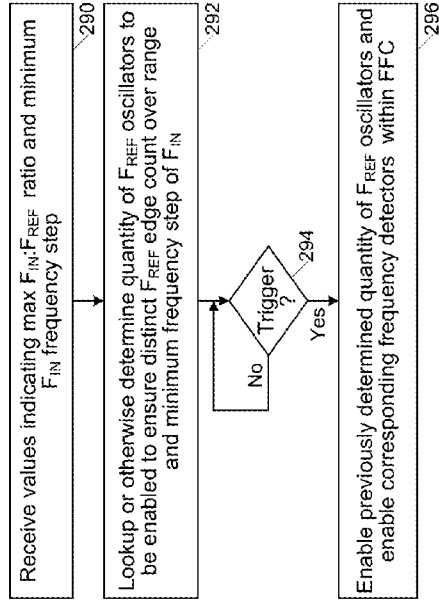 Receive values indicating max F_IN:F_REF ratio and minimum
F_IN frequency step
290
Lookup or otherwise determine quantity of F_REF oscillators to
be enabled to ensure distinct F_REF edge count over range
and minimum frequency step of F_IN
292
Trigger
?
294
No
Yes
Enable previously determined quantity of F_REF oscillators and
enable corresponding frequency detectors within FFC
296